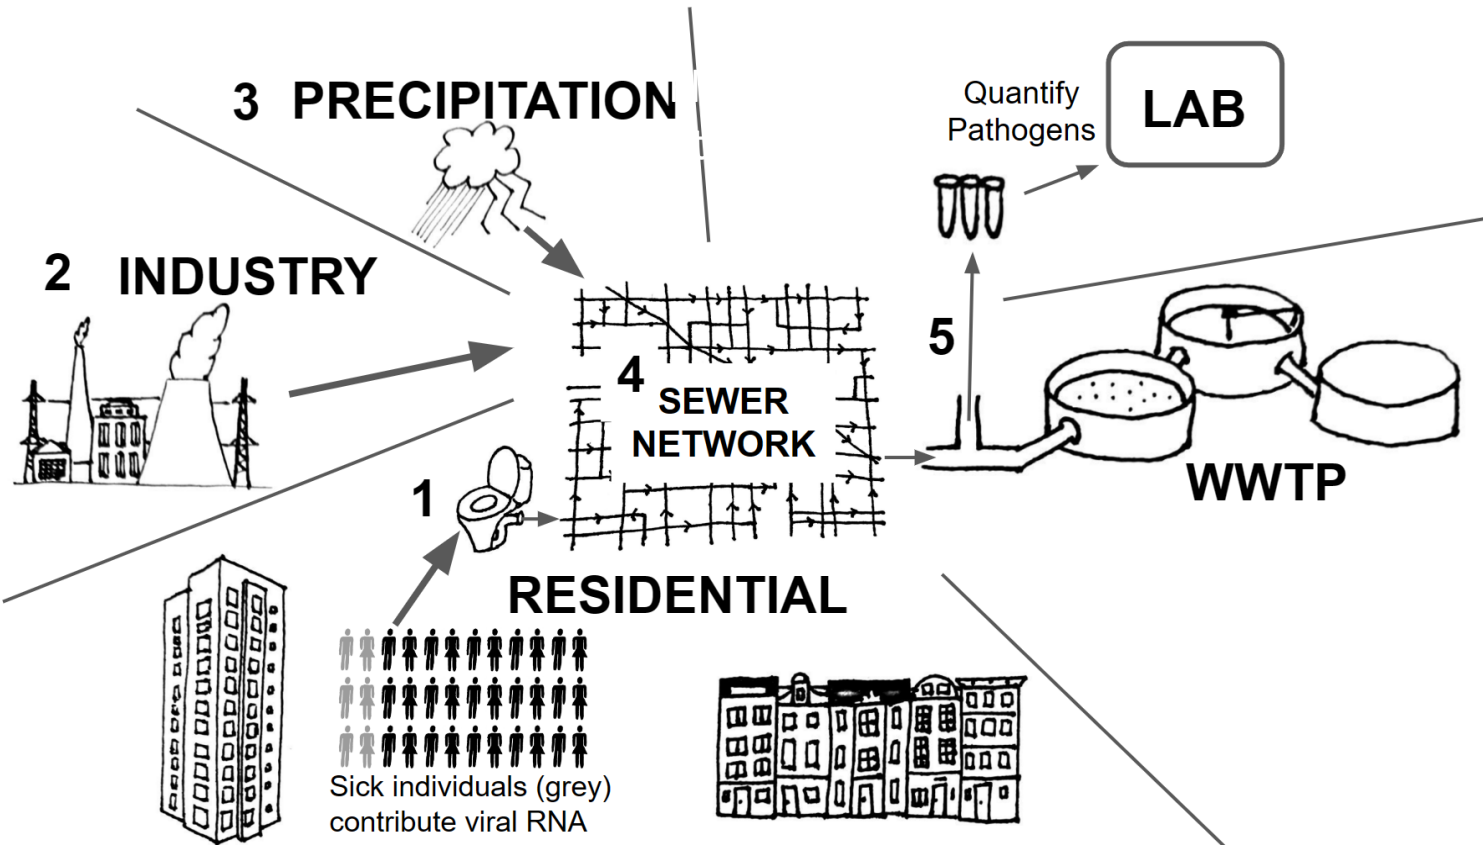 3 PRECIPITATION
Quantify
Pathogens
LAB
2 INDUSTRY
5
4
SEWER
NETWORK
1
WWTP
RESIDENTIAL
Sick individuals (grey)
contribute viral RNA